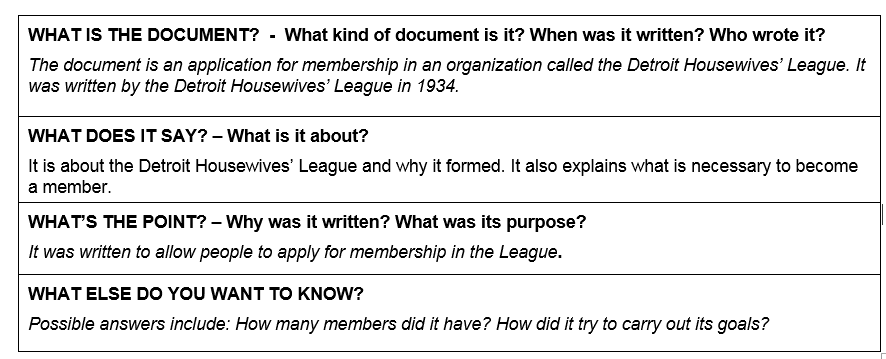 WHAT IS THE DOCUMENT?  -  What kind of document is it? When was it written? Who wrote it?
The document is an application for membership in an organization called the Detroit Housewives’ League. It
was written by the Detroit Housewives’ League in 1934.
WHAT DOES IT SAY? – What is it about?
It is about the Detroit Housewives’ League and why it formed. It also explains what is necessary to become
a member.
WHAT’S THE POINT? – Why was it written? What was its purpose?
It was written to allow people to apply for membership in the League.
WHAT ELSE DO YOU WANT TO KNOW?
Possible answers include: How many members did it have? How did it try to carry out its goals?